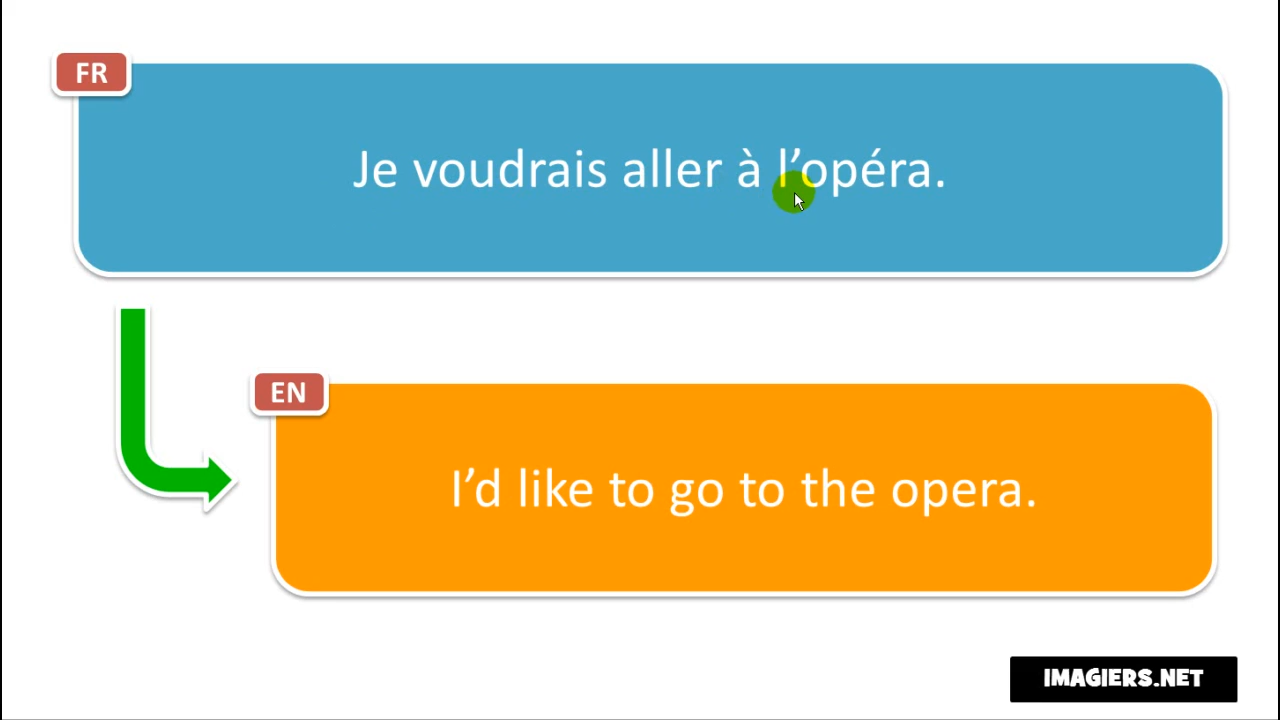 FR
Je voudrais aller à l’opéra.
EN
I’d like to go to the opera.
IMAGIERS.NET